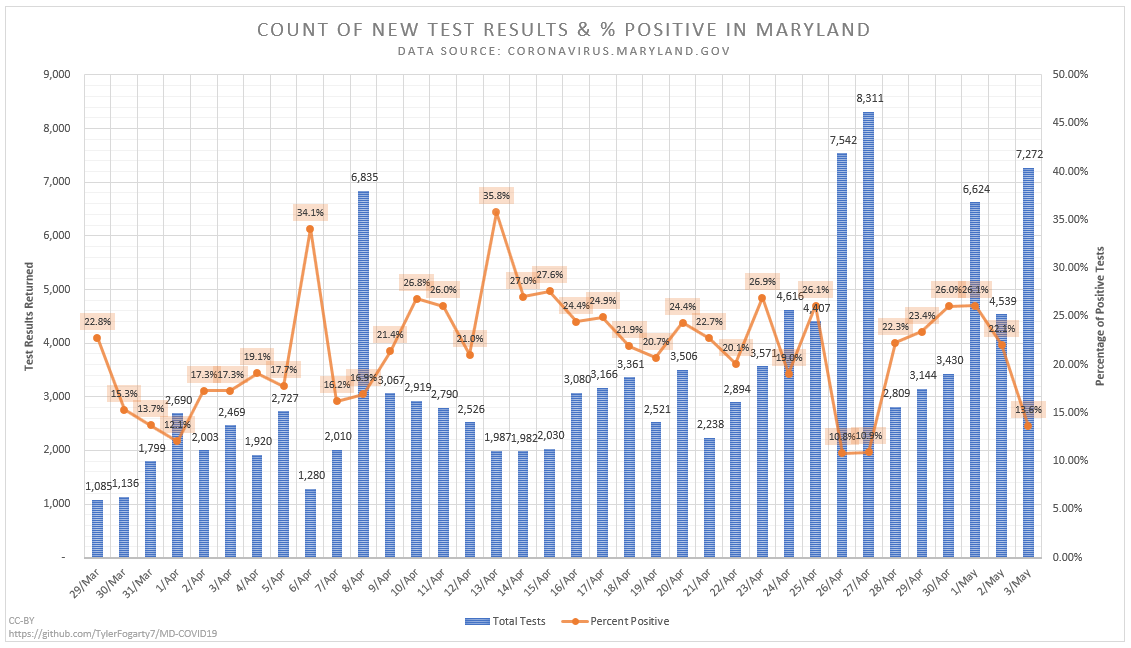 COUNT OF NEW TEST RESULTS & % POSITIVE IN MARYLAND
DATA SOURCE: CORONAVIRUS.MARYLAND.GOV
Test Results Returned
9,000
8,000
7,000
6,000
5,000
4,000
3,000
2,000
1,000
-
1,085
1,136
1,799
2,690
2,003
2,469
1,920
2,727
1,280
2,010
6,835
3,067
2,919
2,790
2,526
1,987
1,982
2,030
3,080
3,166
3,361
2,521
3,506
2,238
2,894
3,571
4,616
4,407
7,542
8,311
2,809
3,144
3,430
6,624
4,539
7,272
22.8%
15.3%
13.7%
12.1%
17.3%
17.3%
19.1%
17.7%
34.1%
16.2%
16.9%
21.4%
26.8%
26.0%
21.0%
35.8%
27.0%
27.6%
24.4%
24.9%
21.9%
20.7%
24.4%
22.7%
20.1%
26.9%
19.0%
26.1%
10.8%
10.9%
22.3%
23.4%
26.0%
26.1%
22.1%
13.6%
50.00%
45.00%
40.00%
35.00%
30.00%
25.00%
20.00%
15.00%
10.00%
5.00%
0.00%
Percentage of Positive Tests
29/Mar
30/Mar
31/Mar
1/Apr
2/Apr
3/Apr
4/Apr
5/Apr
6/Apr
7/Apr
8/Apr
9/Apr
10/Apr
11/Apr
12/Apr
13/Apr
14/Apr
15/Apr
16/Apr
17/Apr
18/Apr
19/Apr
20/Apr
21/Apr
22/Apr
23/Apr
24/Apr
25/Apr
26/Apr
27/Apr
28/Apr
29/Apr
30/Apr
1/May
2/May
3/May
Total Tests
Percent Positive
CC-BY
https://github.com/TylerFogarty7/MD-COVID19